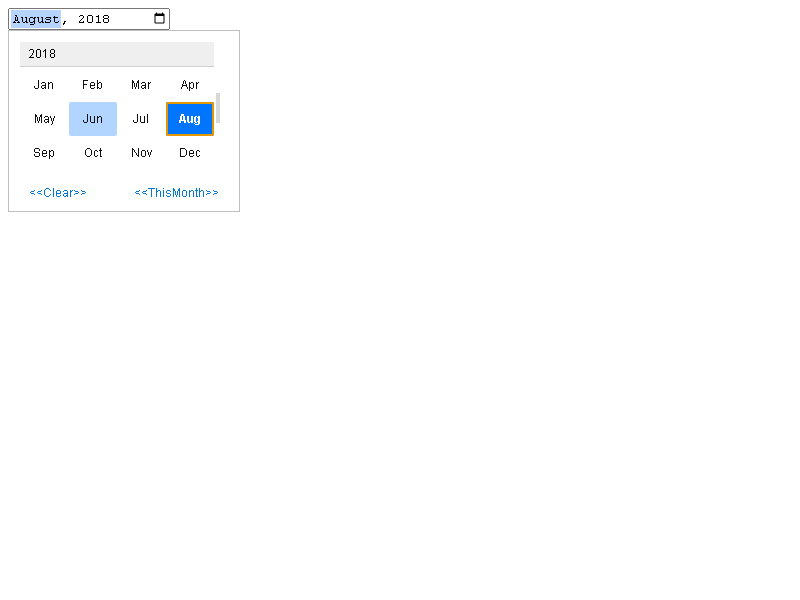 August, 2018
2018
Jan Feb Mar Apr
May Jun Jul Aug
Sep Oct Nov Dec
<<Clear>> <<ThisMonth>>